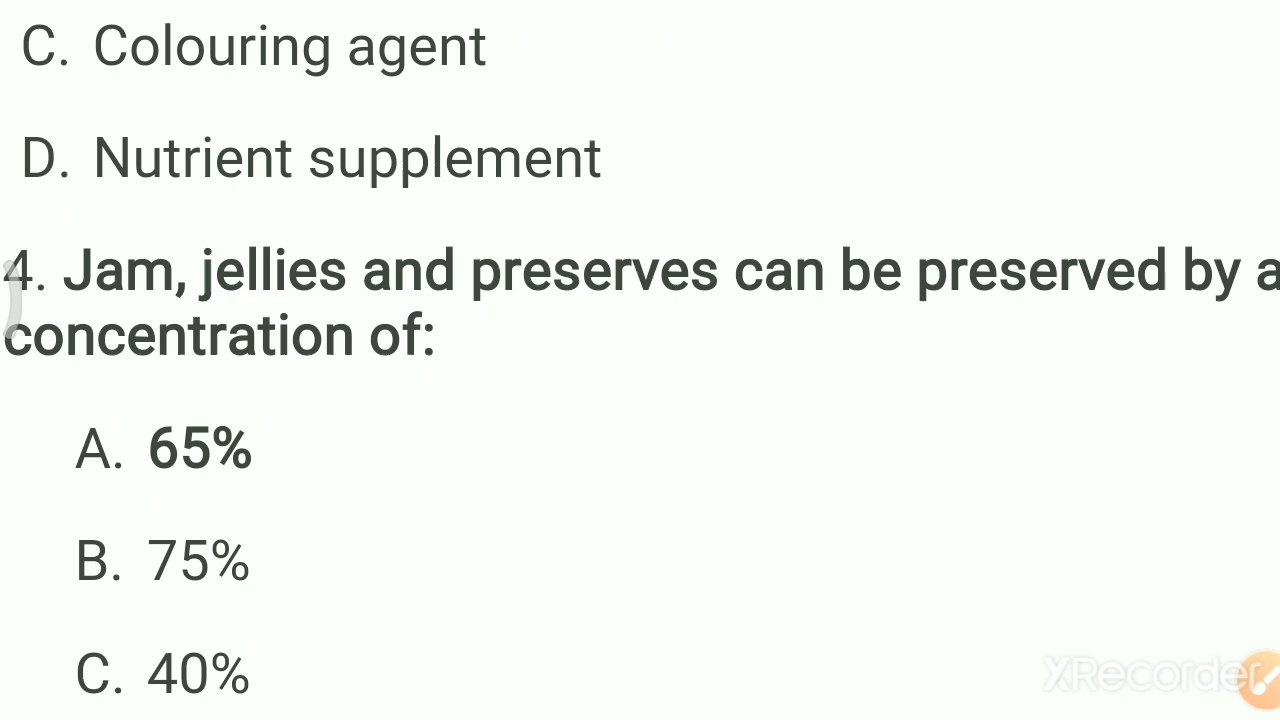 C. Colouring agent
D. Nutrient supplement
4. Jam, jellies and preserves can be preserved by a
concentration of:
A. 65%
B. 75%
C. 40%
XRecorder